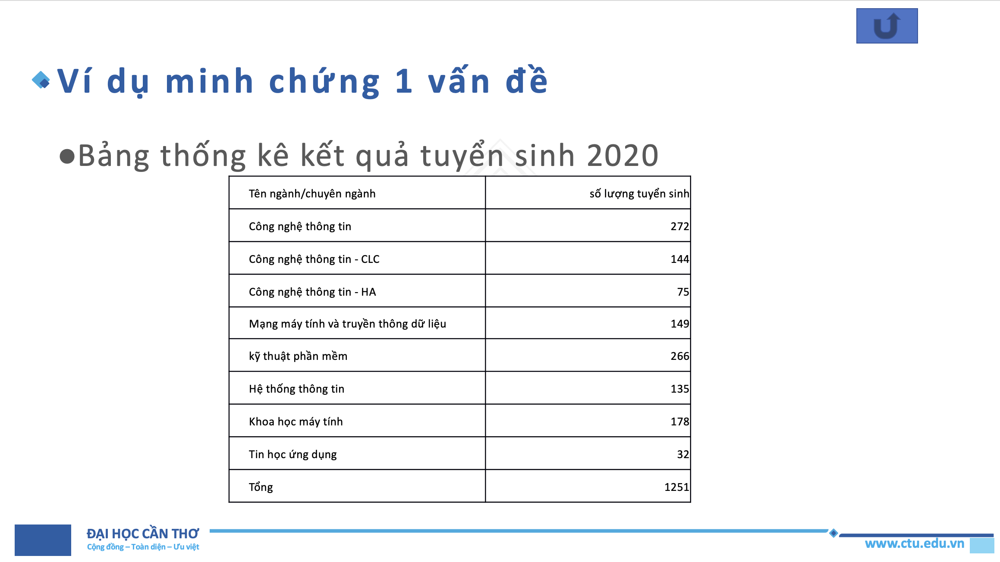 Ví dụ minh chứng 1 vấn đề
●Bảng thống kê kết quả tuyển sinh 2020
Tên ngành/chuyên ngành số lượng tuyển sinh
Công nghệ thông tin 272
Công nghệ thông tin - CLC 144
Công nghệ thông tin - HA 75
Mạng máy tính và truyền thông dữ liệu 149
kỹ thuật phần mềm 266
Hệ thống thông tin 135
Khoa học máy tính 178
Tin học ứng dụng 32
Tổng 1251
ĐẠI HỌC CẦN THƠ
Cộng đồng – Toàn diện – Ưu việt
www.ctu.edu.vn